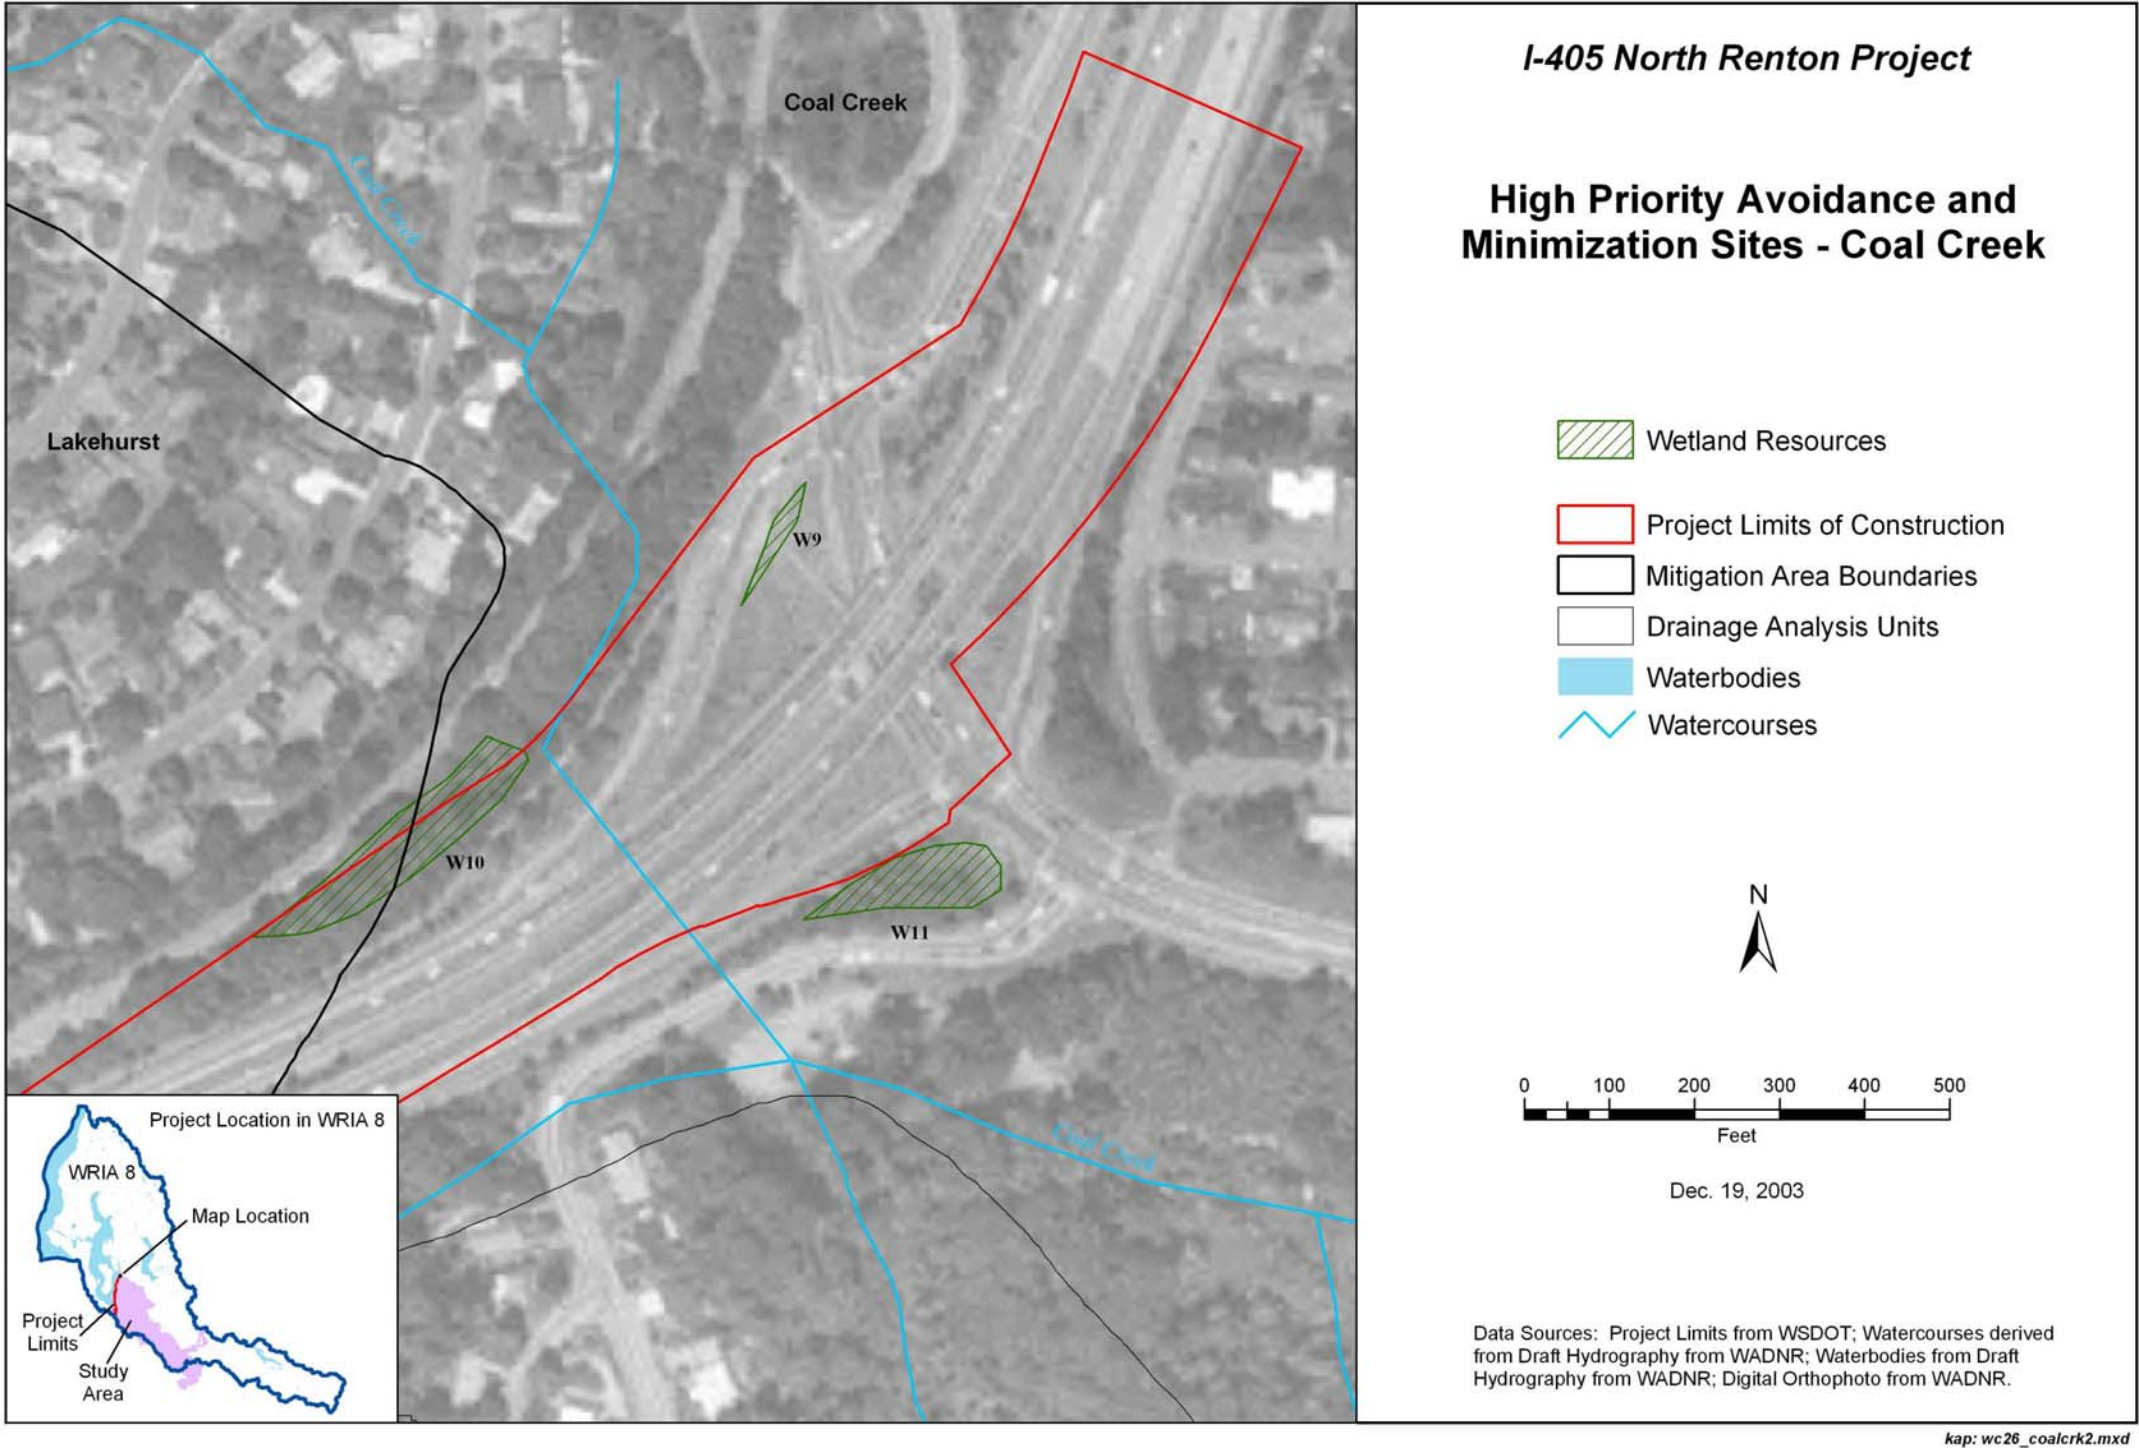 I-405 North Renton Project
High Priority Avoidance and
Minimization Sites - Coal Creek
Coal Creek
Coal Creek
Lakehurst
W9
W10
W11
Coal Creek
Wetland Resources
Project Limits of Construction
Mitigation Area Boundaries
Drainage Analysis Units
Waterbodies
Watercourses
N
0 100 200 300 400 500
Feet
Dec. 19, 2003
Project Location in WRIA 8
WRIA 8
Map Location
Project
Limits
Study
Area
Data Sources: Project Limits from WSDOT; Watercourses derived
from Draft Hydrography from WADNR; Waterbodies from Draft
Hydrography from WADNR; Digital Orthophoto from WADNR.
kap: wc26_coalcrk2.mxd